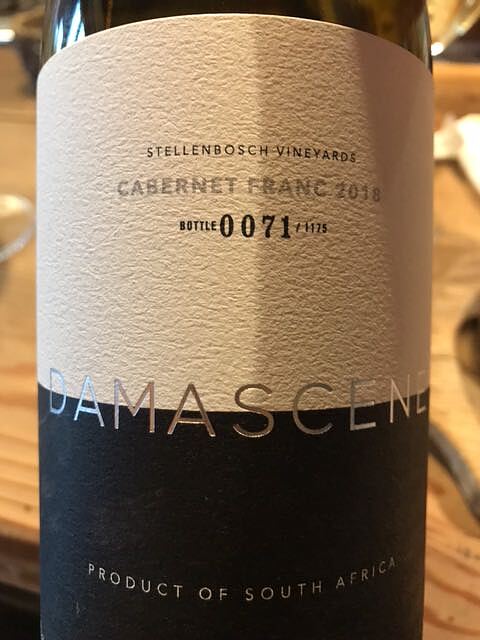 STELLENBOSCH VINEYARDS
CABERNET FRANC 2018
BOTTLE 0071 / 1175
DAMASCENE
PRODUCT OF SOUTH AFRICA